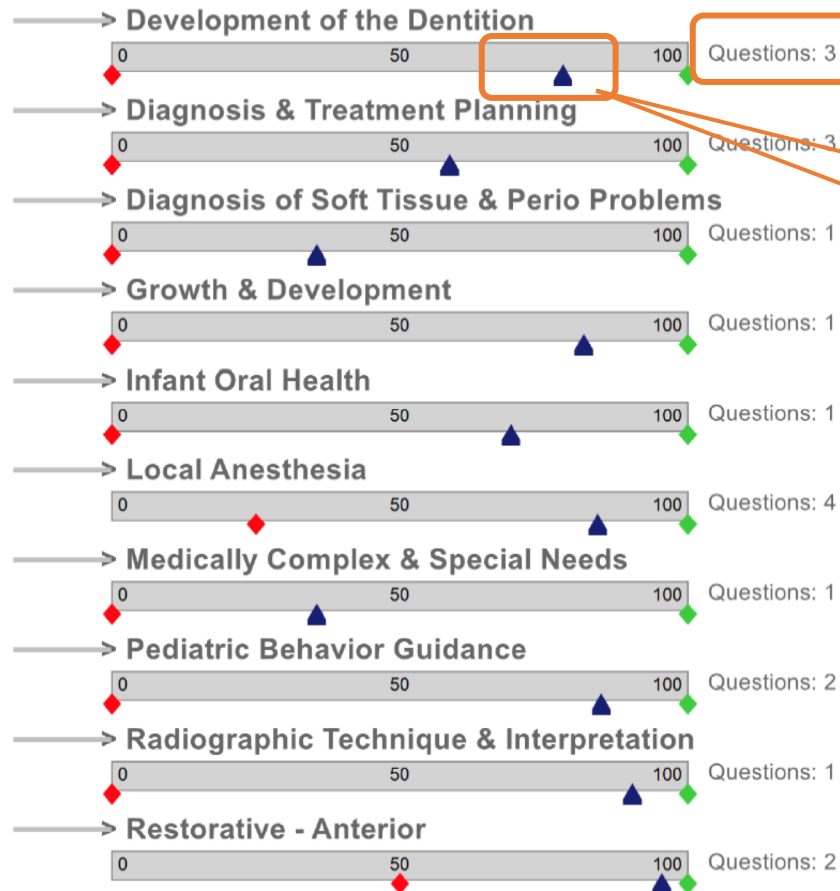 Development of the Dentition
0 50 100 Questions: 3
Diagnosis & Treatment Planning
0 50 100 Questions: 3
Diagnosis of Soft Tissue & Perio Problems
0 50 100 Questions: 1
Growth & Development
0 50 100 Questions: 1
Infant Oral Health
0 50 100 Questions: 1
Local Anesthesia
0 50 100 Questions: 4
Medically Complex & Special Needs
0 50 100 Questions: 1
Pediatric Behavior Guidance
0 50 100 Questions: 2
Radiographic Technique & Interpretation
0 50 100 Questions: 1
Restorative - Anterior
0 50 100 Questions: 2